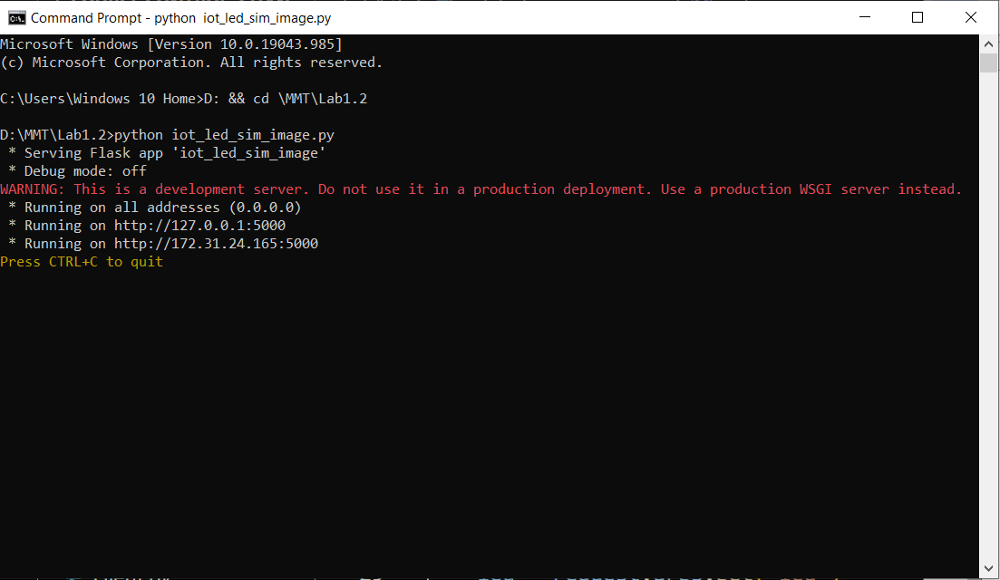 Command Prompt - python  iot_led_sim_image.py
Microsoft Windows [Version 10.0.19043.985]
(c) Microsoft Corporation. All rights reserved.
C:\Users\Windows 10 Home>D: && cd \MMT\Lab1.2
D:\MMT\Lab1.2>python iot_led_sim_image.py
 * Serving Flask app 'iot_led_sim_image'
 * Debug mode: off
WARNING: This is a development server. Do not use it in a production deployment. Use a production WSGI server instead.
 * Running on all addresses (0.0.0.0)
 * Running on http://127.0.0.1:5000
 * Running on http://172.31.24.165:5000
Press CTRL+C to quit